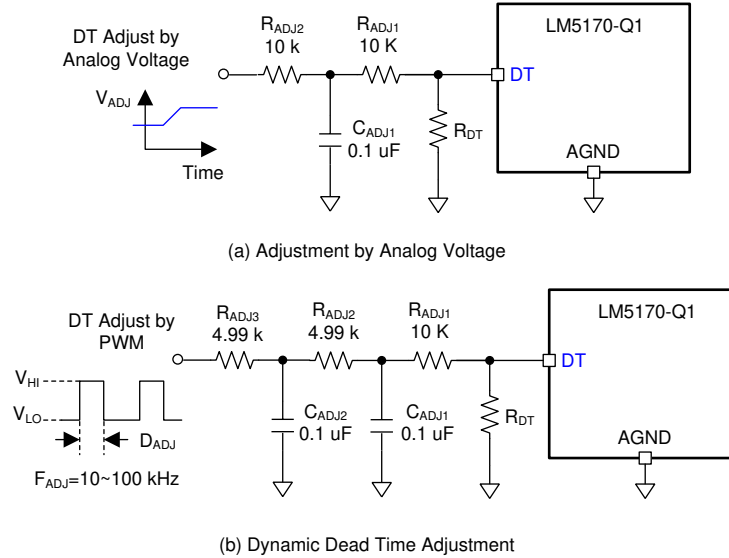 DT Adjust by
Analog Voltage
V_ADJ
Time
R_ADJ2
10 k
R_ADJ1
10 K
C_ADJ1
0.1 uF
R_DT
LM5170-Q1
DT
AGND
(a) Adjustment by Analog Voltage
DT Adjust by
PWM
V_HI
V_LO
D_ADJ
F_ADJ=10~100 kHz
R_ADJ3
4.99 k
R_ADJ2
4.99 k
R_ADJ1
10 K
C_ADJ2
0.1 uF
C_ADJ1
0.1 uF
R_DT
LM5170-Q1
DT
AGND
(b) Dynamic Dead Time Adjustment